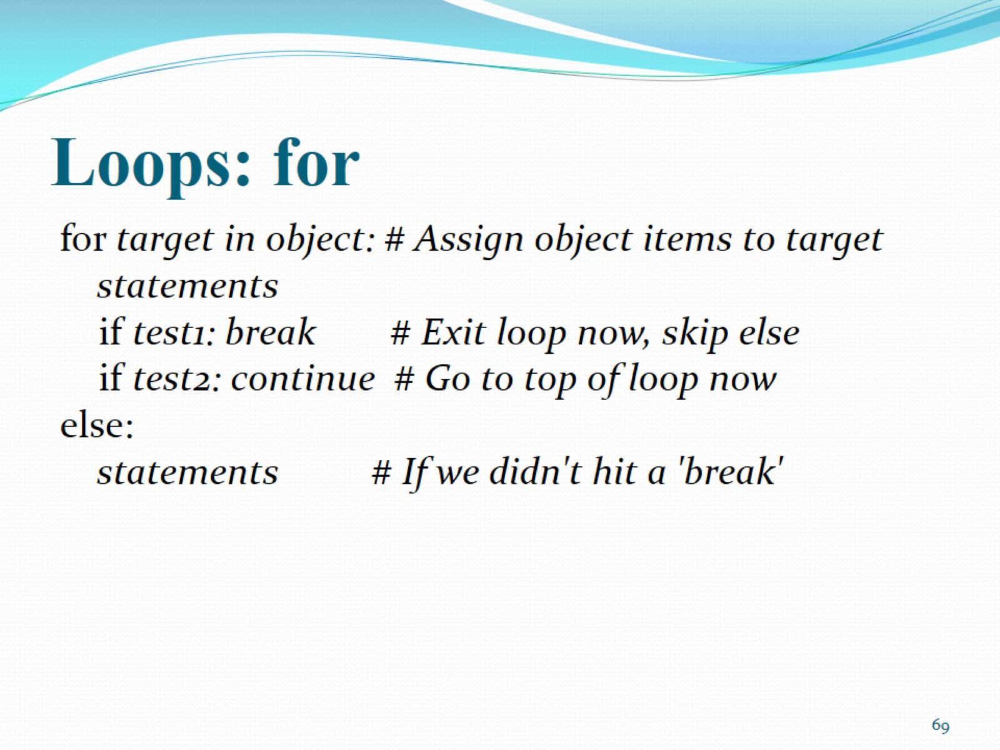 Loops: for
for target in object: # Assign object items to target
statements
if test1: break # Exit loop now, skip else
if test2: continue # Go to top of loop now
else:
statements # If we didn't hit a 'break'
69